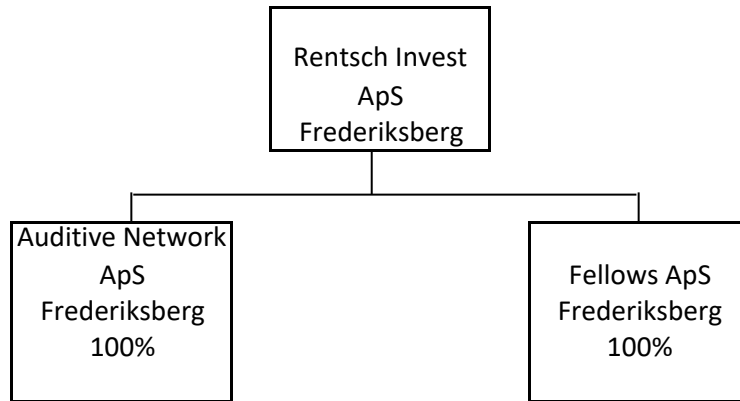 Rentsch Invest
ApS
Frederiksberg
Auditive Network
ApS
Frederiksberg
100%
Fellows ApS
Frederiksberg
100%